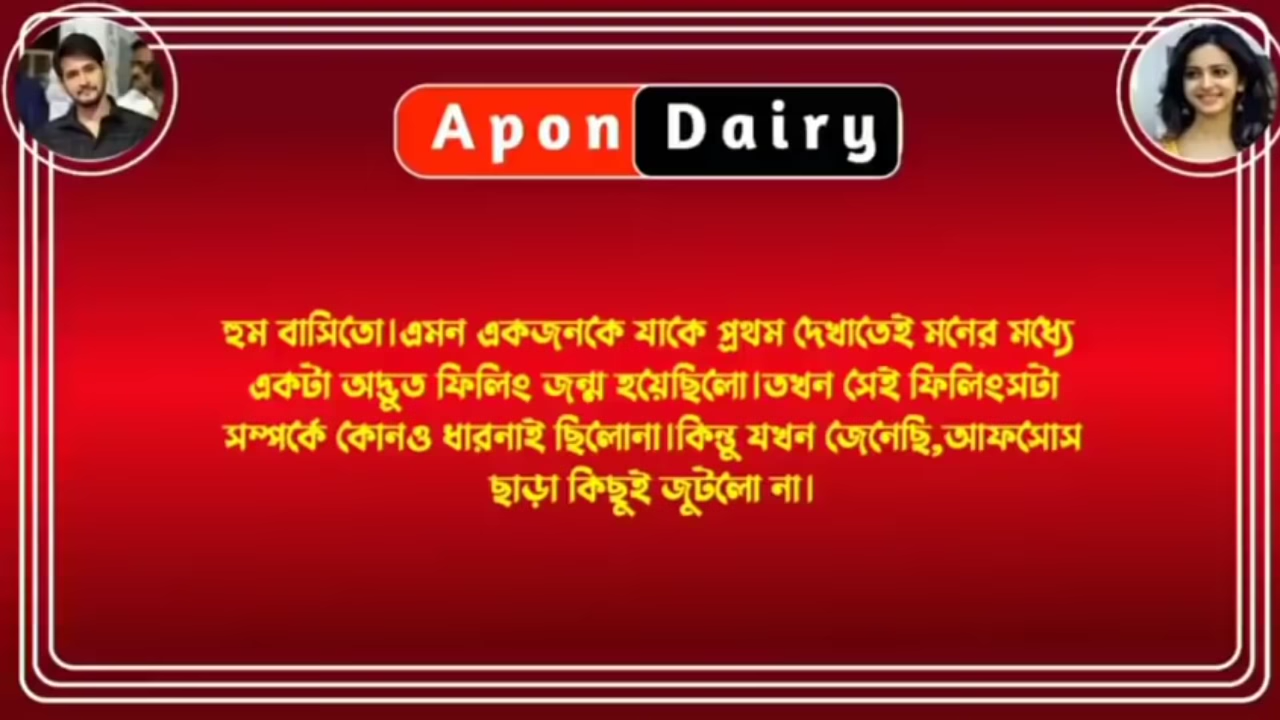 Apon Dairy
হুম বাসিতো।এমন একজনকে যাকে প্রথম দেখাতেই মনের মধ্যে
একটা অদ্ভুত ফিলিং জন্ম হয়েছিলো।তখন সেই ফিলিংসটা
সম্পর্কে কোনও ধারনাই ছিলোনা।কিন্তু যখন জেনেছি,আফসোস
ছাড়া কিছুই জুটলো না।